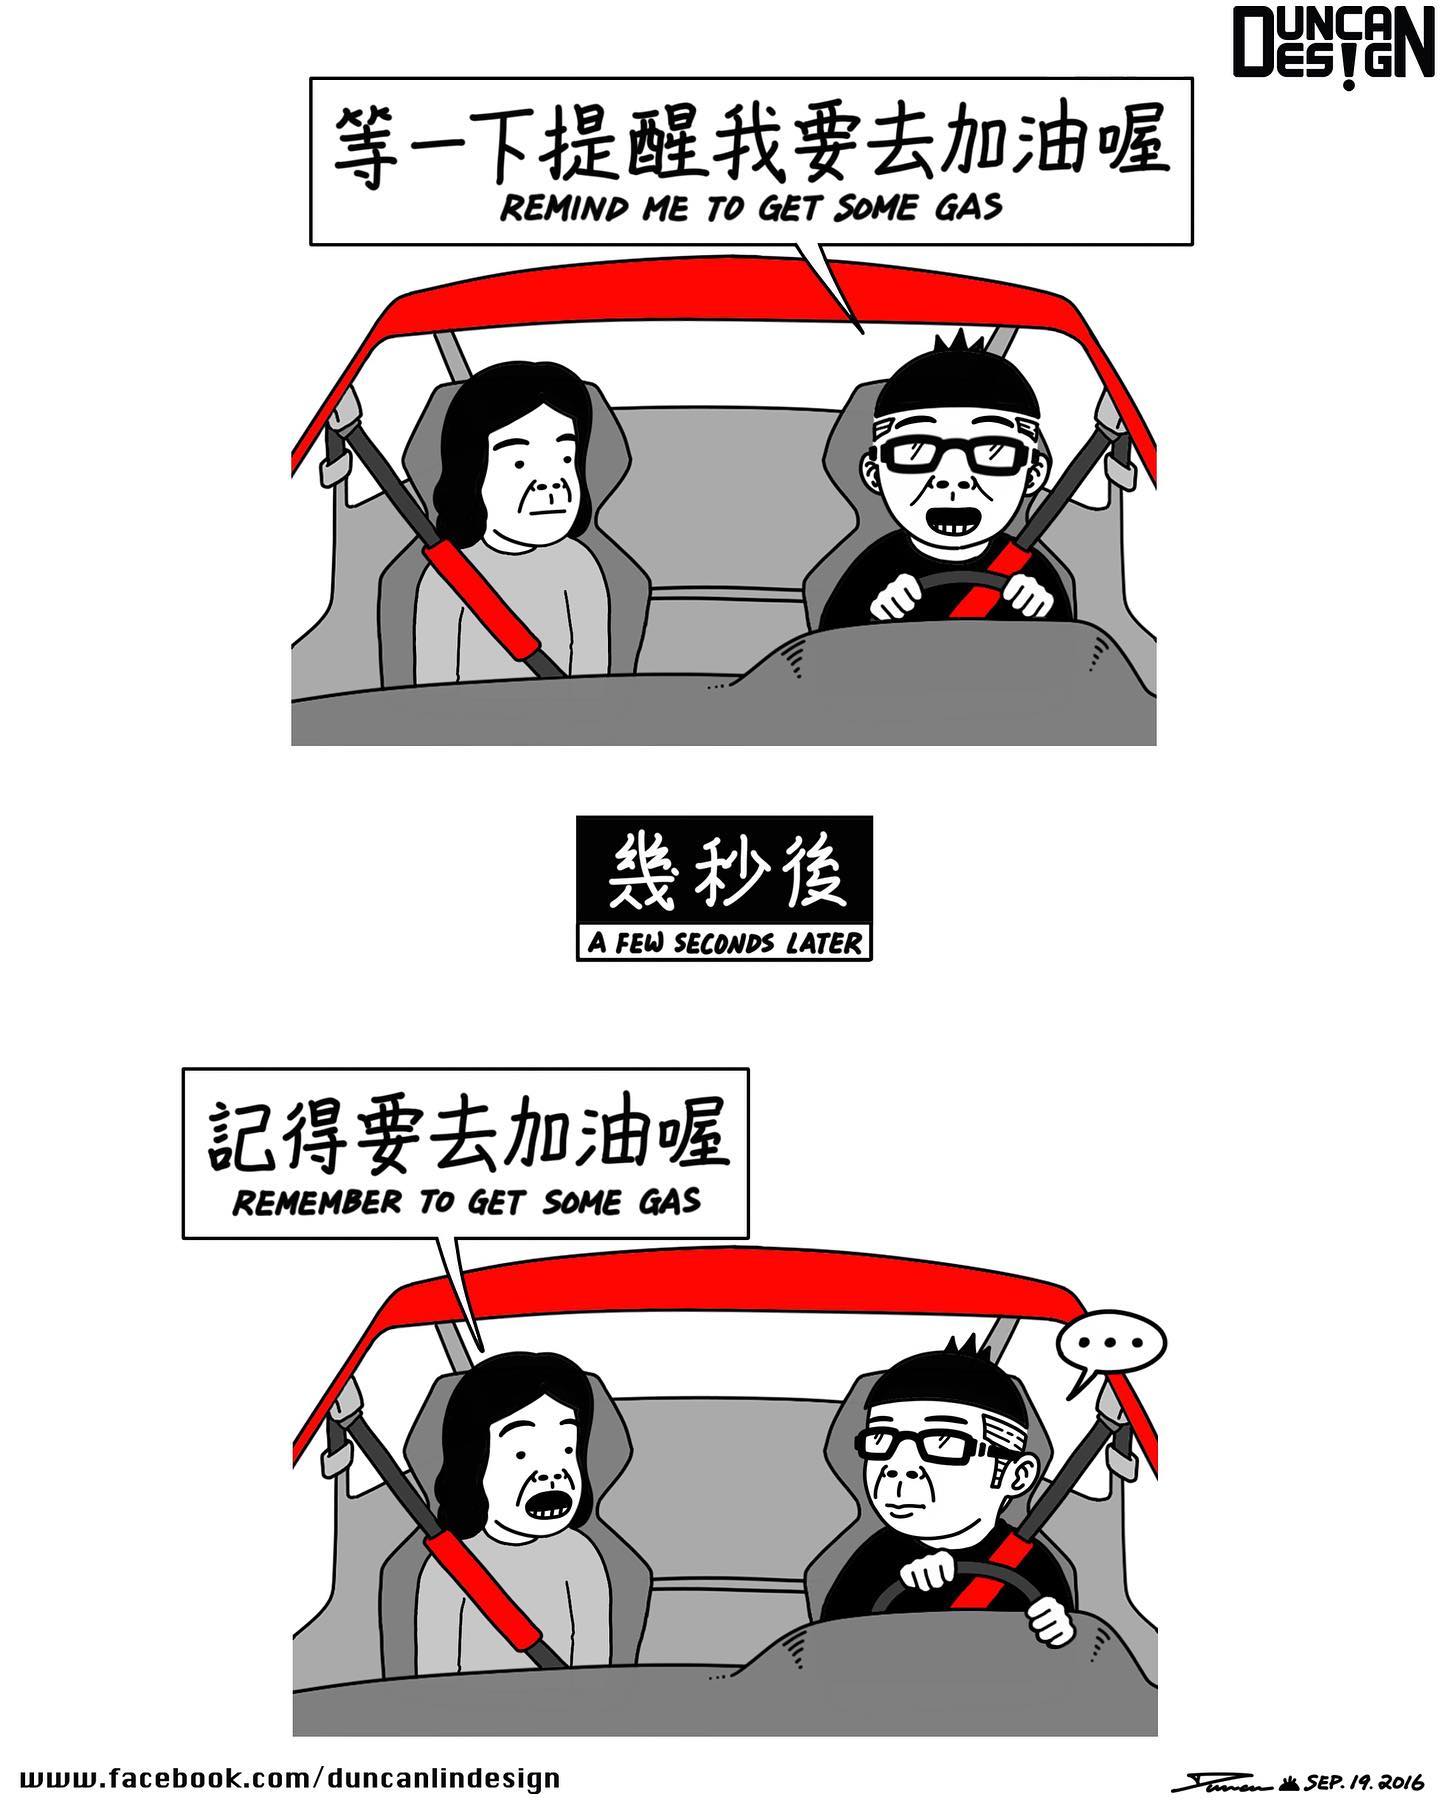 DUNCAN
DES!GN
等一下提醒我要去加油喔
REMIND ME TO GET SOME GAS
幾秒後
A FEW SECONDS LATER
記得要去加油喔
REMEMBER TO GET SOME GAS
...
www.facebook.com/duncanlindesign
Duncan SEP.19.2016